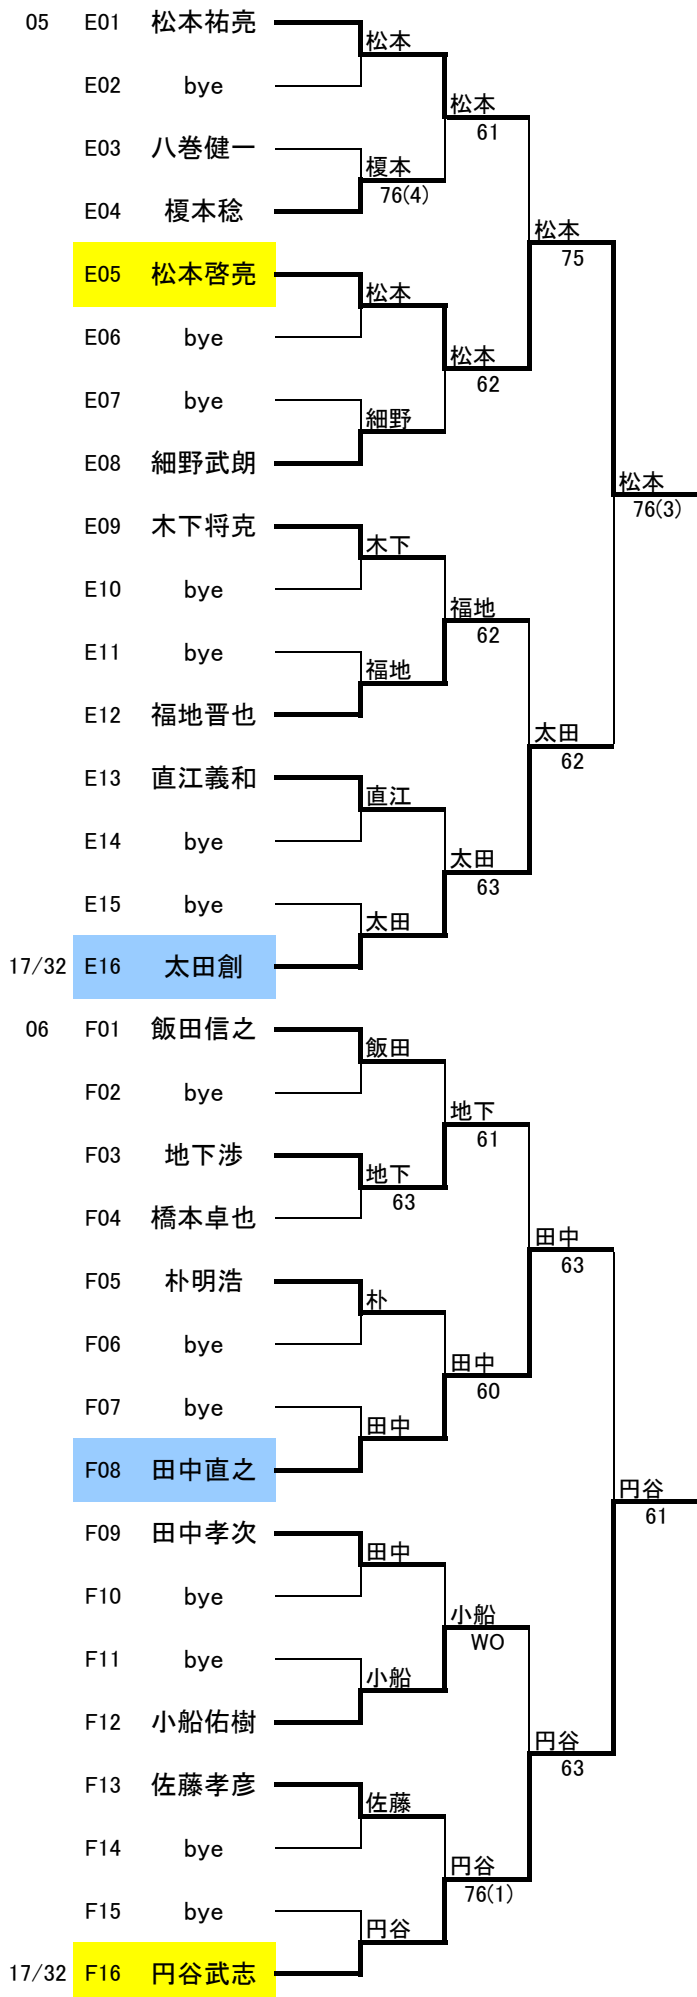 05 E01 松本祐亮
松本
E02 bye
松本
61
E03 八巻健一
榎本
76(4)
E04 榎本稔
松本
75
E05 松本啓亮
松本
E06 bye
松本
62
E07 bye
細野
E08 細野武朗
松本
76(3)
E09 木下将克
木下
E10 bye
福地
62
E11 bye
福地
E12 福地晋也
太田
62
E13 直江義和
直江
E14 bye
太田
63
E15 bye
太田
17/32 E16 太田創
06 F01 飯田信之
飯田
F02 bye
地下
61
F03 地下渉
地下
63
F04 橋本卓也
田中
63
F05 朴明浩
朴
F06 bye
田中
60
F07 bye
田中
F08 田中直之
円谷
61
F09 田中孝次
田中
F10 bye
小船
WO
F11 bye
小船
F12 小船佑樹
円谷
63
F13 佐藤孝彦
佐藤
F14 bye
円谷
76(1)
F15 bye
円谷
17/32 F16 円谷武志